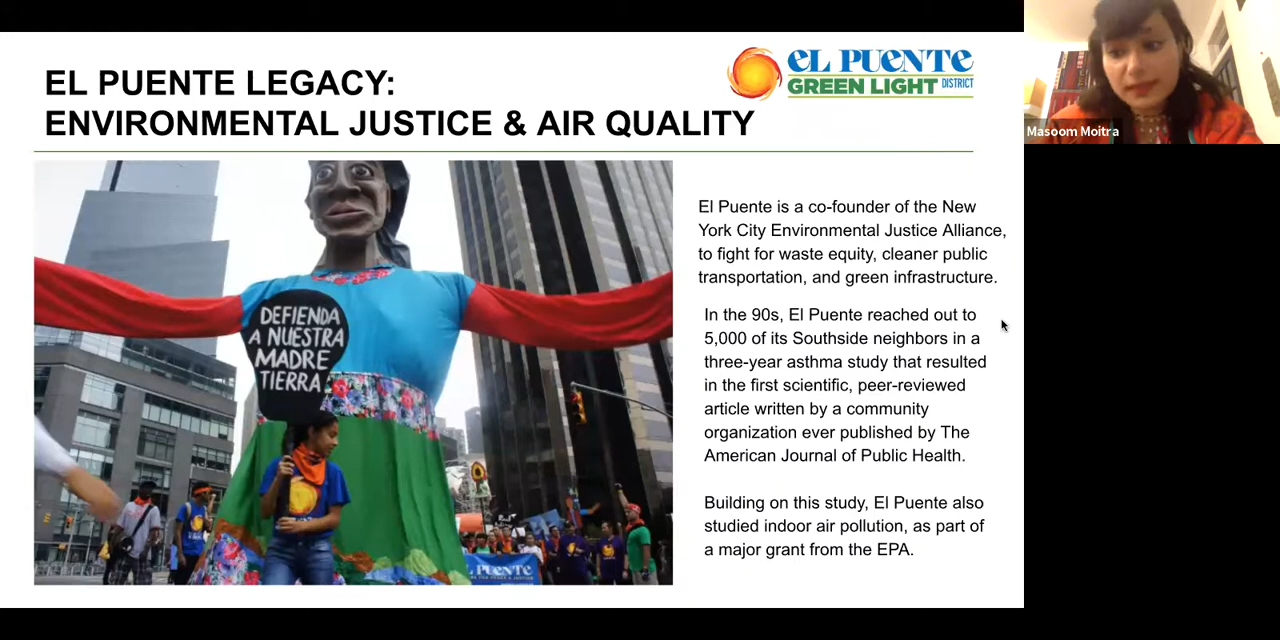 EL PUENTE LEGACY:
ENVIRONMENTAL JUSTICE & AIR QUALITY
EL PUENTE
GREEN LIGHT DISTRICT
Masoom Moitra
DEFIENDA
A NUESTRA
MADRE
TIERRA
EL PUENTE
El Puente is a co-founder of the New
York City Environmental Justice Alliance,
to fight for waste equity, cleaner public
transportation, and green infrastructure.
In the 90s, El Puente reached out to
5,000 of its Southside neighbors in a
three-year asthma study that resulted
in the first scientific, peer-reviewed
article written by a community
organization ever published by The
American Journal of Public Health.
Building on this study, El Puente also
studied indoor air pollution, as part of
a major grant from the EPA.